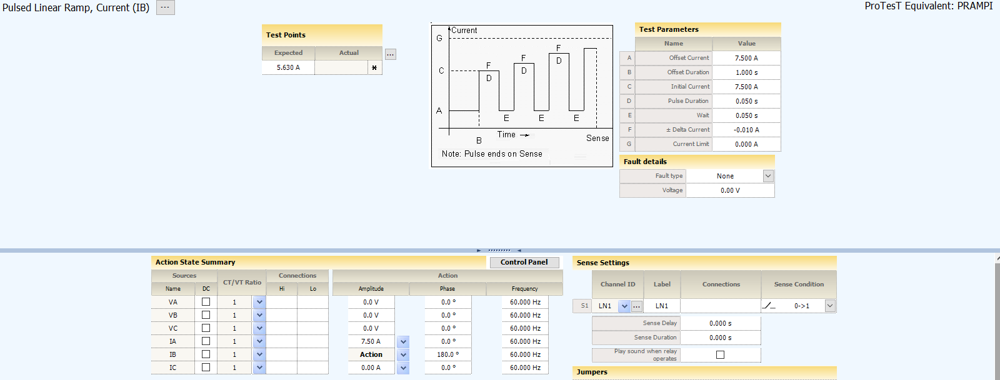 Pulsed Linear Ramp, Current (IB) ...
ProTesT Equivalent: PRAMPI
Test Points
Expected Actual
5.630 A
...
Current
G
F
F
D
F
D
C
D
A
E E E
Time
B
Sense
Note: Pulse ends on Sense
Test Parameters
Name Value
A Offset Current 7.500 A
B Offset Duration 1.000 s
C Initial Current 7.500 A
D Pulse Duration 0.050 s
E Wait 0.050 s
F ± Delta Current -0.010 A
G Current Limit 0.000 A
Fault details
Fault type None
Voltage 0.00 V
Action State Summary
Control Panel
Sources CT/VT Ratio Connections Action
Name DC Hi Lo Amplitude Phase Frequency
VA 1 0.0 V 0.0 ° 60.000 Hz
VB 1 0.0 V 0.0 ° 60.000 Hz
VC 1 0.0 V 0.0 ° 60.000 Hz
IA 1 7.50 A 0.0 ° 60.000 Hz
IB 1 Action 180.0 ° 60.000 Hz
IC 1 0.00 A 0.0 ° 60.000 Hz
Sense Settings
Channel ID Label Connections Sense Condition
S1 LN1 ... LN1 0->1
Sense Delay 0.000 s
Sense Duration 0.000 s
Play sound when relay
operates
Jumpers